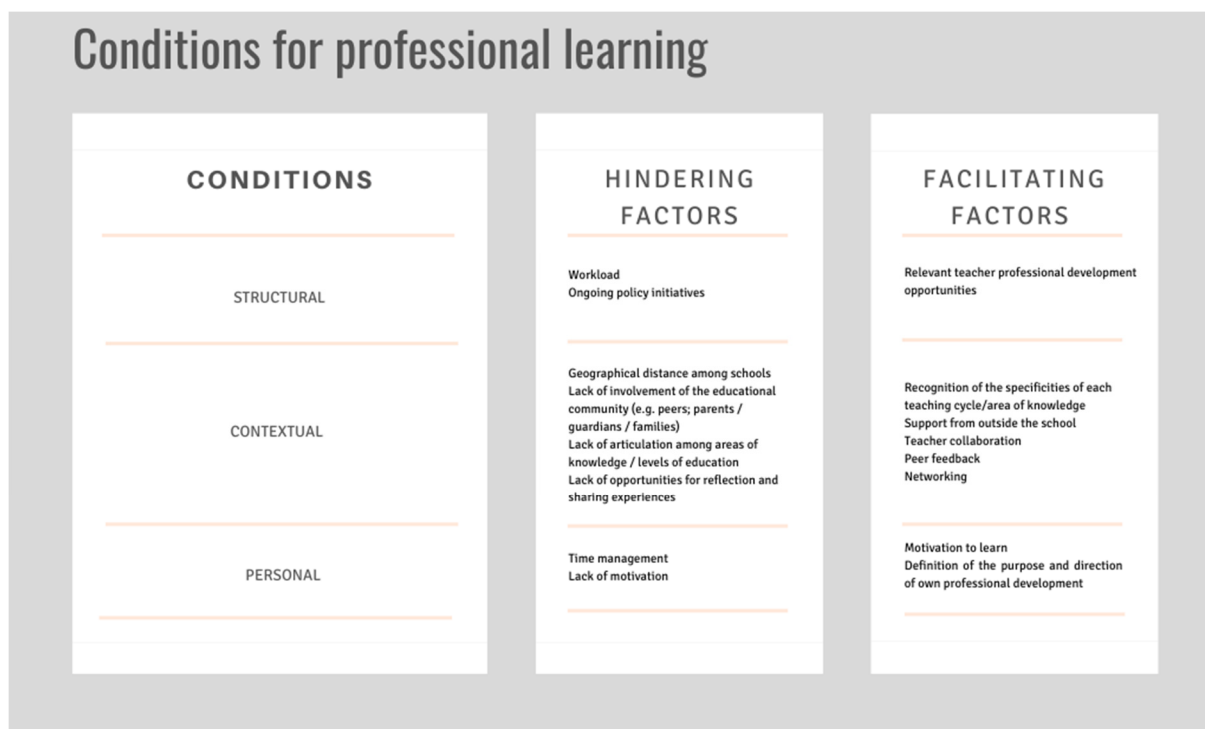 Conditions for professional learning
CONDITIONS
STRUCTURAL
CONTEXTUAL
PERSONAL
HINDERING
FACTORS
Workload
Ongoing policy initiatives
Geographical distance among schools
Lack of involvement of the educational
community (e.g. peers; parents /
guardians / families)
Lack of articulation among areas of
knowledge / levels of education
Lack of opportunities for reflection and
sharing experiences
Time management
Lack of motivation
FACILITATING
FACTORS
Relevant teacher professional development
opportunities
Recognition of the specificities of each
teaching cycle/area of knowledge
Support from outside the school
Teacher collaboration
Peer feedback
Networking
Motivation to learn
Definition of the purpose and direction
of own professional development